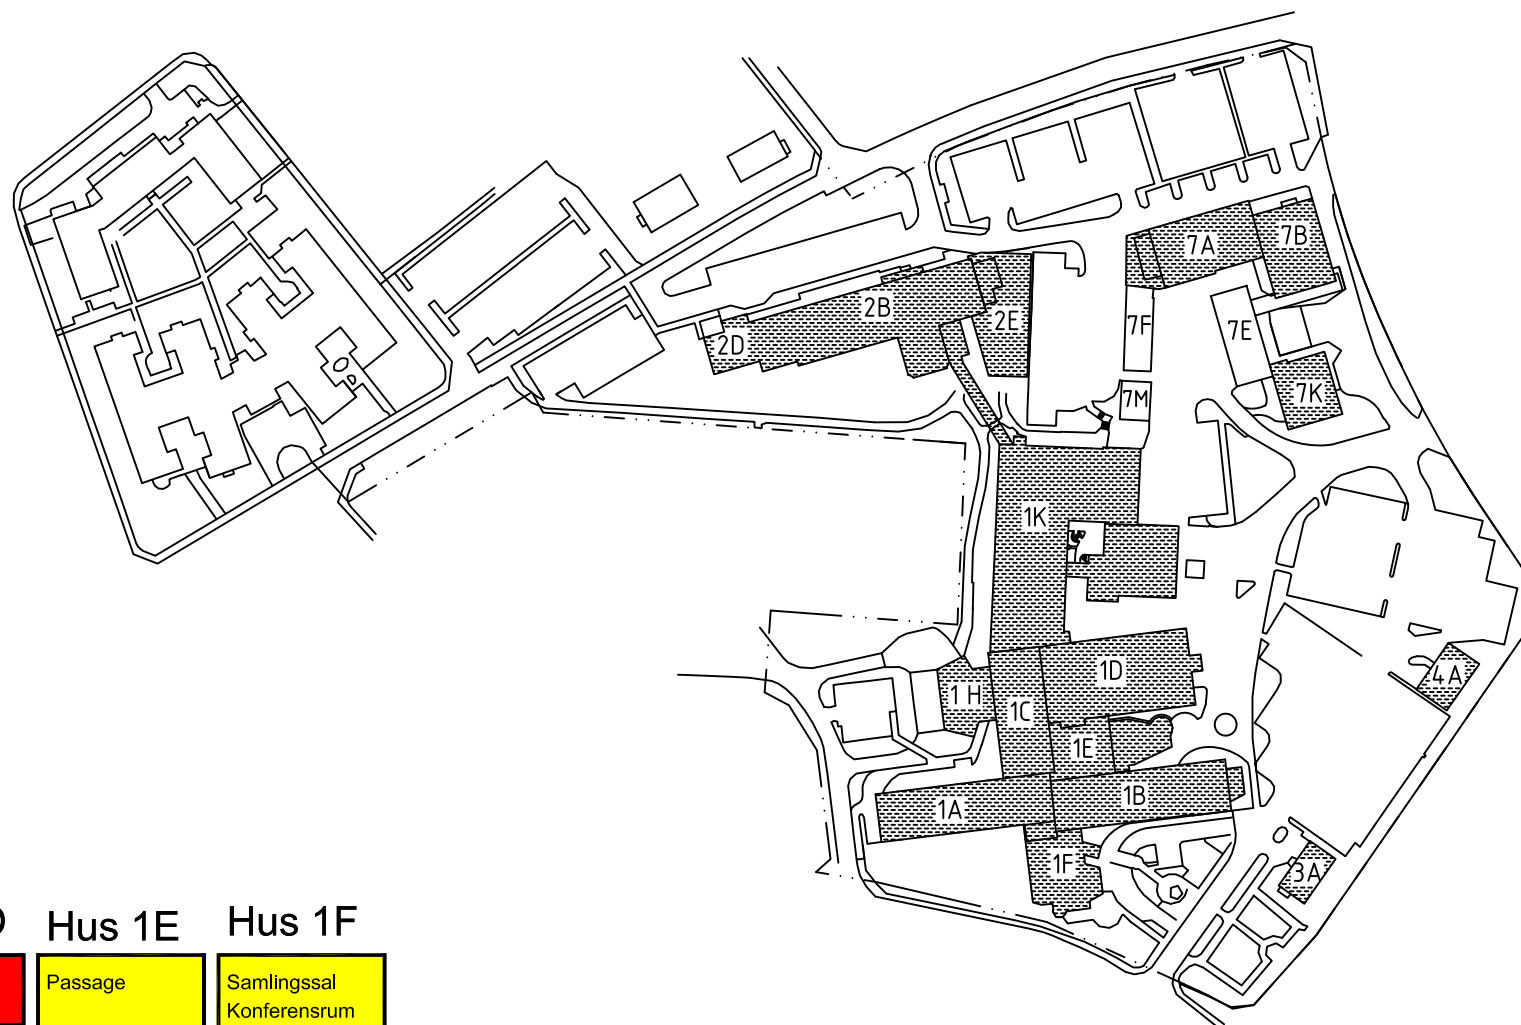 7A
7B
2B
2E
2D
7F
7E
7K
7M
1K
1D
4A
1 H
1C
1E
1B
1A
1F
3A
Hus 1E
Hus 1F
Passage
Samlingssal
Konferensrum